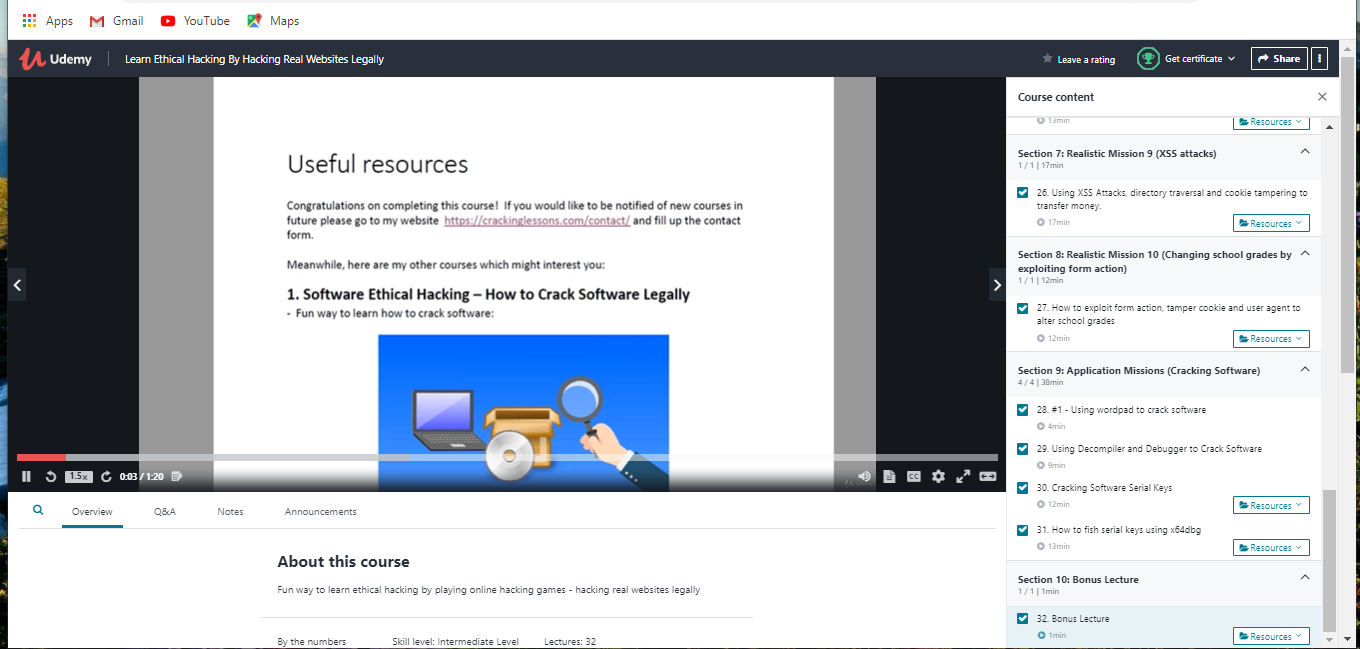 Apps Gmail YouTube Maps
Udemy Learn Ethical Hacking By Hacking Real Websites Legally Leave a rating Get certificate Share
Useful resources
Congratulations on completing this course! If you would like to be notified of new courses in
future please go to my website https://crackinglessons.com/contact/ and fill up the contact
form.
Meanwhile, here are my other courses which might interest you:
1. Software Ethical Hacking – How to Crack Software Legally
- Fun way to learn how to crack software:
1.5x 0:03 / 1:20 CC
Overview Q&A Notes Announcements
About this course
Fun way to learn ethical hacking by playing online hacking games - hacking real websites legally
By the numbers Skill level: Intermediate Level Lectures: 32
Course content
13min Resources
Section 7: Realistic Mission 9 (XSS attacks)
1 / 1 | 17min
26. Using XSS Attacks, directory traversal and cookie tampering to
transfer money.
17min
Resources
Section 8: Realistic Mission 10 (Changing school grades by
exploiting form action)
1 / 1 | 12min
27. How to exploit form action, tamper cookie and user agent to
alter school grades
12min
Resources
Section 9: Application Missions (Cracking Software)
4 / 4 | 38min
28. #1 - Using wordpad to crack software
4min
29. Using Decompiler and Debugger to Crack Software
9min
30. Cracking Software Serial Keys
12min
Resources
31. How to fish serial keys using x64dbg
13min
Resources
Section 10: Bonus Lecture
1 / 1 | 1min
32. Bonus Lecture
1min
Resources